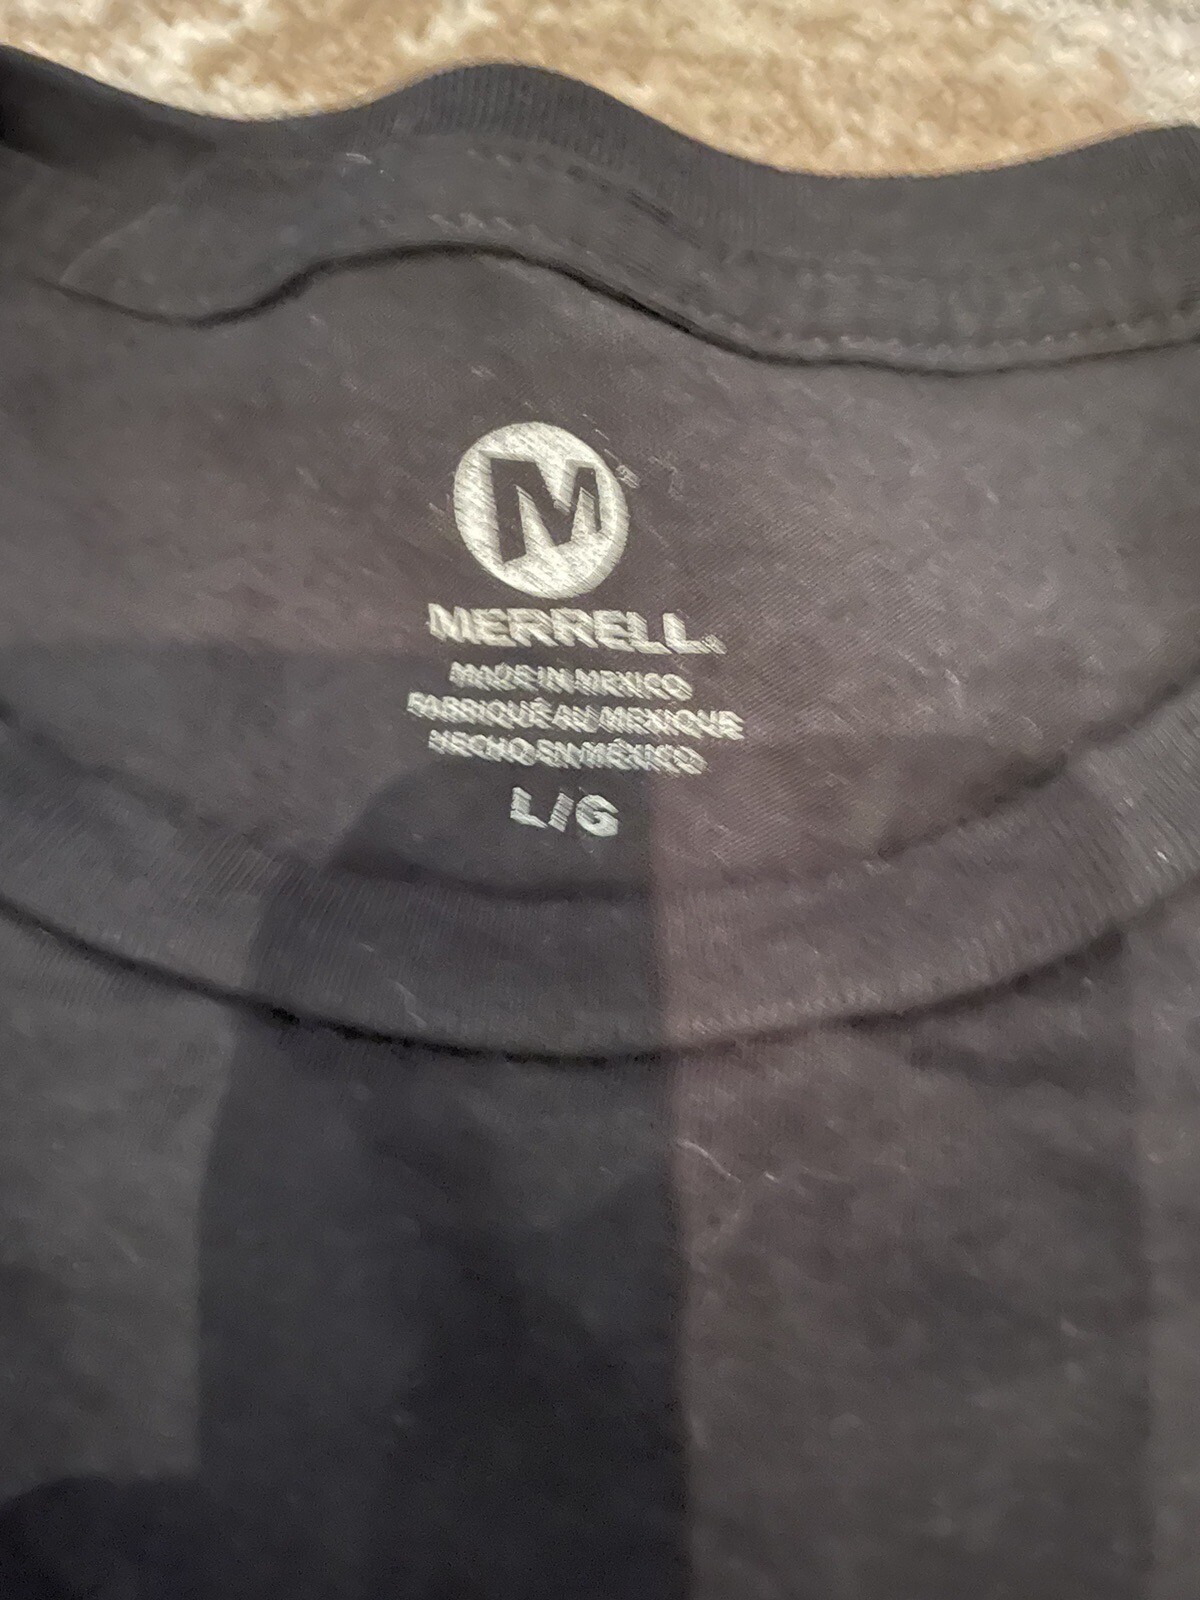 M
MERRELL
MADE IN MEXICO
FABRIQUÉ AU MEXIQUE
HECHO EN MÉXICO
L/G